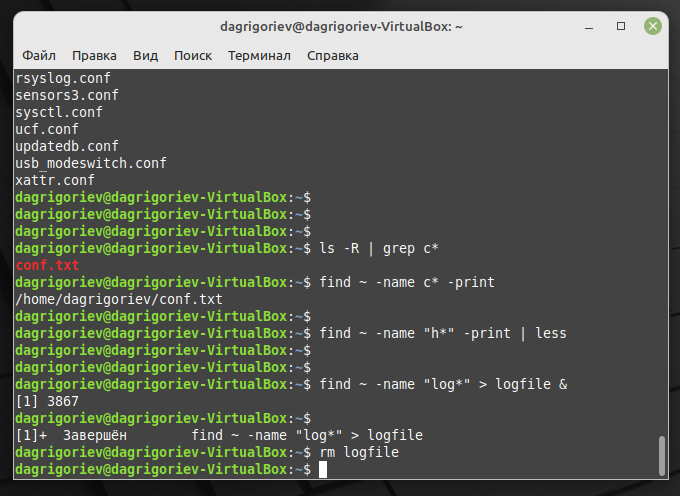 dagrigoriev@dagrigoriev-VirtualBox: ~
Файл Правка Вид Поиск Терминал Справка
rsyslog.conf
sensors3.conf
sysctl.conf
ucf.conf
updatedb.conf
usb_modeswitch.conf
xattr.conf
dagrigoriev@dagrigoriev-VirtualBox:~$
dagrigoriev@dagrigoriev-VirtualBox:~$
dagrigoriev@dagrigoriev-VirtualBox:~$
dagrigoriev@dagrigoriev-VirtualBox:~$ ls -R | grep c*
conf.txt
dagrigoriev@dagrigoriev-VirtualBox:~$ find ~ -name c* -print
/home/dagrigoriev/conf.txt
dagrigoriev@dagrigoriev-VirtualBox:~$
dagrigoriev@dagrigoriev-VirtualBox:~$ find ~ -name "h*" -print | less
dagrigoriev@dagrigoriev-VirtualBox:~$
dagrigoriev@dagrigoriev-VirtualBox:~$
dagrigoriev@dagrigoriev-VirtualBox:~$ find ~ -name "log*" > logfile &
[1] 3867
dagrigoriev@dagrigoriev-VirtualBox:~$
[1]+  Завершён        find ~ -name "log*" > logfile
dagrigoriev@dagrigoriev-VirtualBox:~$ rm logfile
dagrigoriev@dagrigoriev-VirtualBox:~$